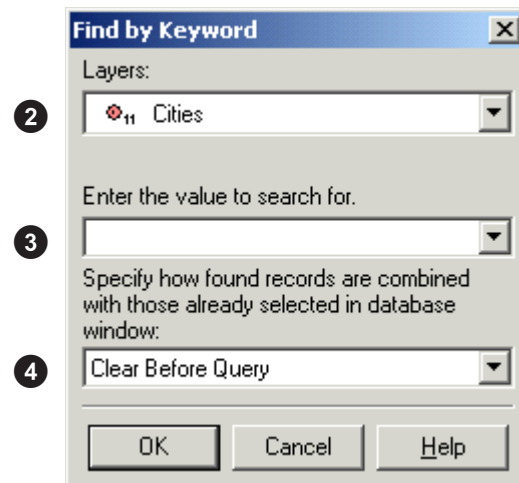 Find by Keyword
Layers:
2
11 Cities
Enter the value to search for.
3
Specify how found records are combined
with those already selected in database
window:
4
Clear Before Query
OK Cancel Help